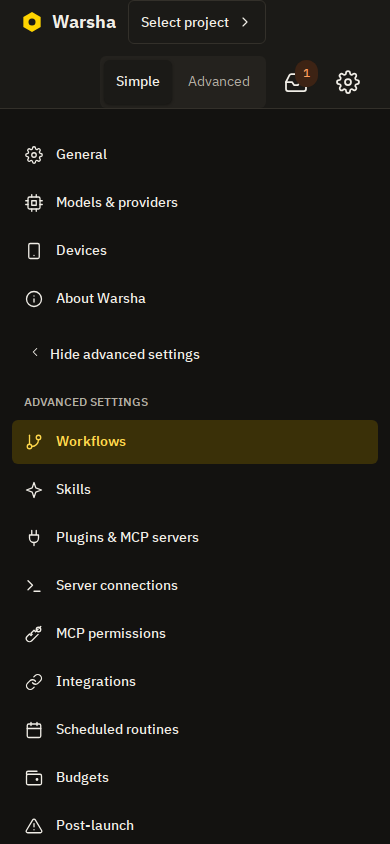 Warsha
Select project
Simple
Advanced
1
General
Models & providers
Devices
About Warsha
Hide advanced settings
ADVANCED SETTINGS
Workflows
Skills
Plugins & MCP servers
Server connections
MCP permissions
Integrations
Scheduled routines
Budgets
Post-launch